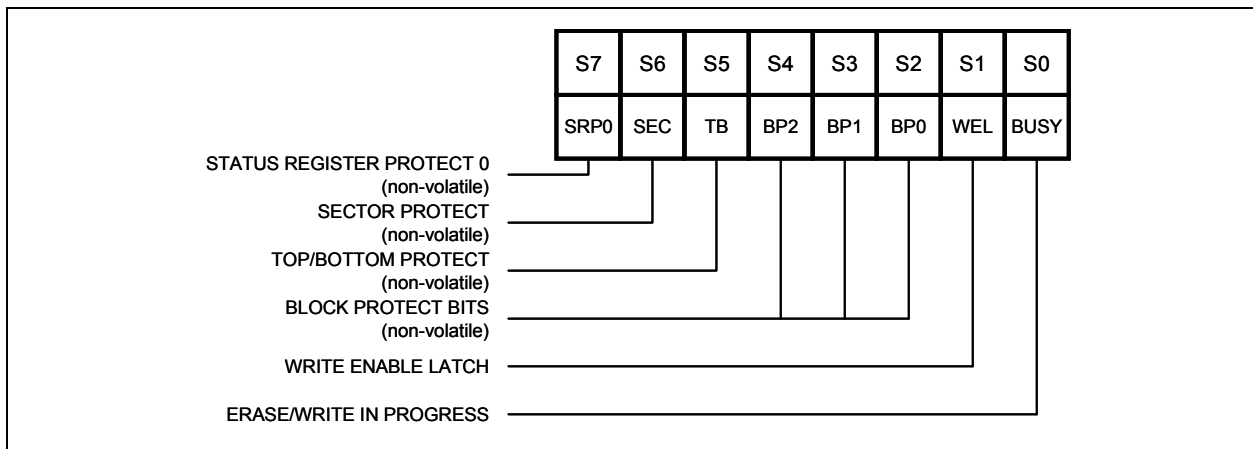 S7 S6 S5 S4 S3 S2 S1 S0
SRP0 SEC TB BP2 BP1 BP0 WEL BUSY
STATUS REGISTER PROTECT 0
(non-volatile)
SECTOR PROTECT
(non-volatile)
TOP/BOTTOM PROTECT
(non-volatile)
BLOCK PROTECT BITS
(non-volatile)
WRITE ENABLE LATCH
ERASE/WRITE IN PROGRESS